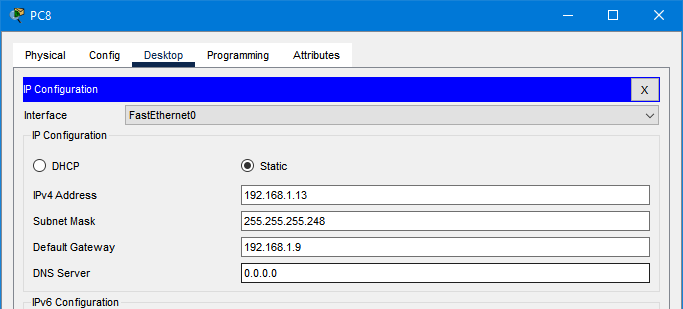 PC8
Physical Config Desktop Programming Attributes
IP Configuration X
Interface FastEthernet0
IP Configuration
DHCP Static
IPv4 Address 192.168.1.13
Subnet Mask 255.255.255.248
Default Gateway 192.168.1.9
DNS Server 0.0.0.0
IPv6 Configuration